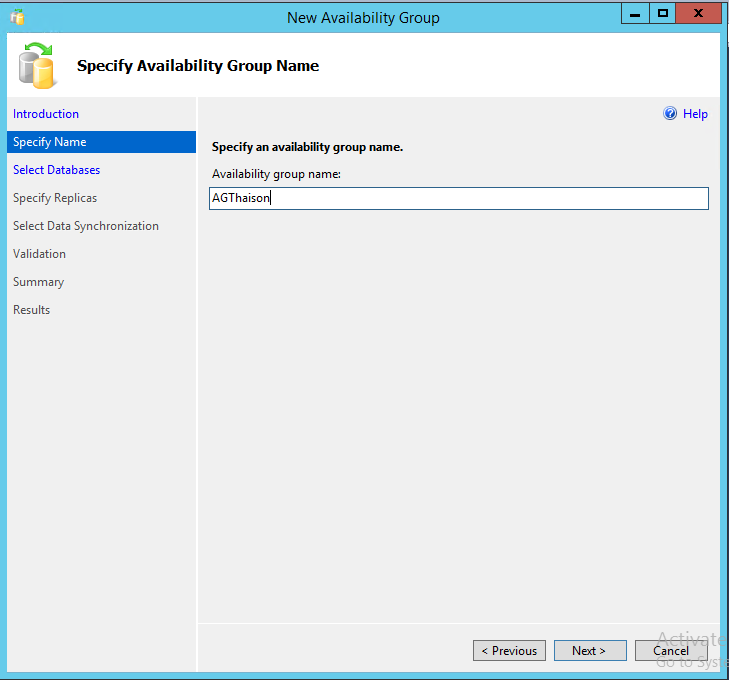 New Availability Group
Specify Availability Group Name
Introduction
Specify Name
Select Databases
Specify Replicas
Select Data Synchronization
Validation
Summary
Results
Help
Specify an availability group name.
Availability group name:
AGThaison
< Previous
Next >
Cancel
Activate
Go to Syste